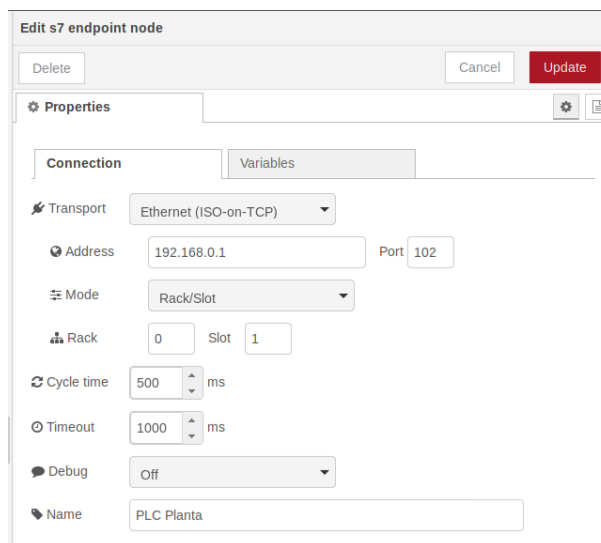 Edit s7 endpoint node
Delete
Cancel
Update
Properties
Connection
Variables
Transport
Ethernet (ISO-on-TCP)
Address
192.168.0.1
Port
102
Mode
Rack/Slot
Rack
0
Slot
1
Cycle time
500
ms
Timeout
1000
ms
Debug
Off
Name
PLC Planta